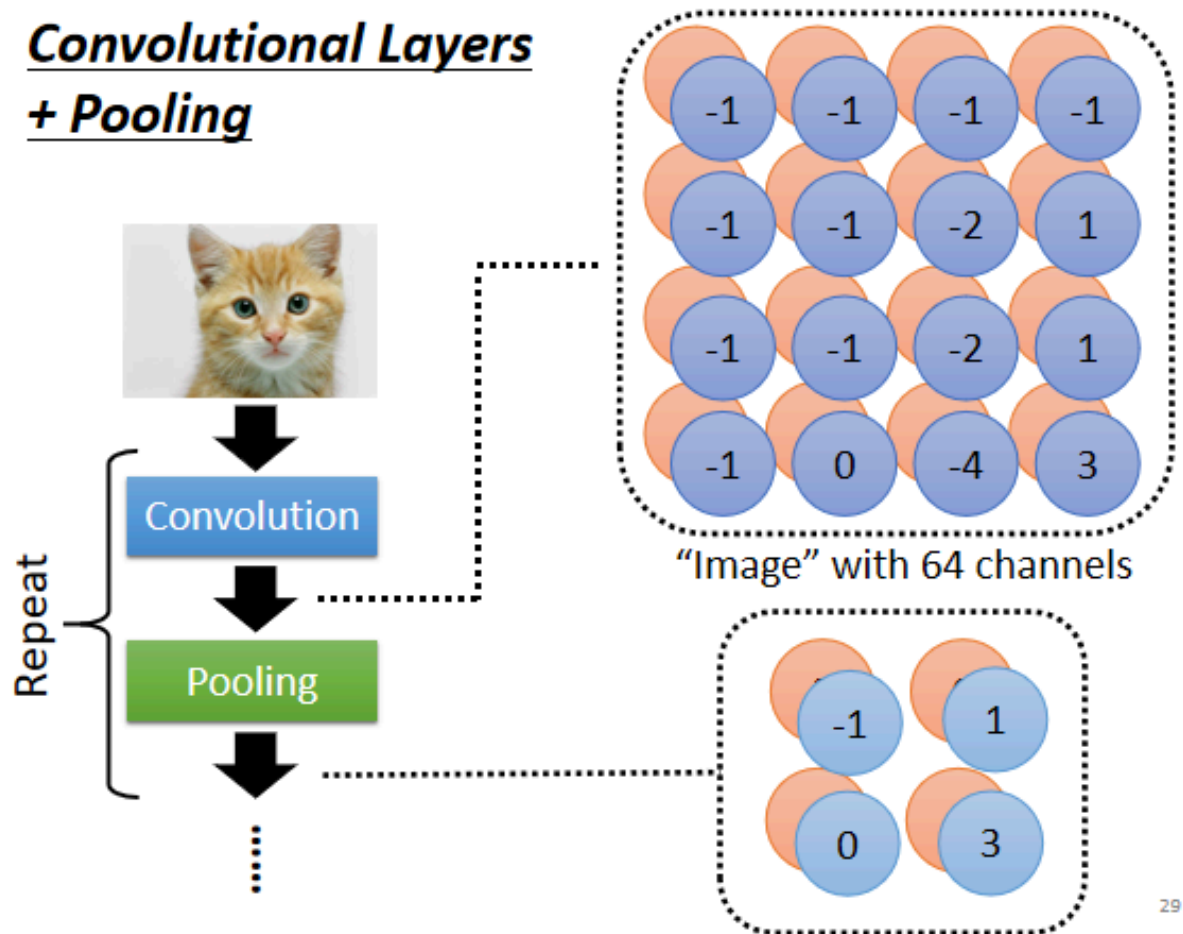 Convolutional Layers
+ Pooling
-1 -1 -1 -1
-1 -1 -2 1
-1 -1 -2 1
-1 0 -4 3
"Image" with 64 channels
Convolution
Pooling
Repeat
-1 1
0 3
29